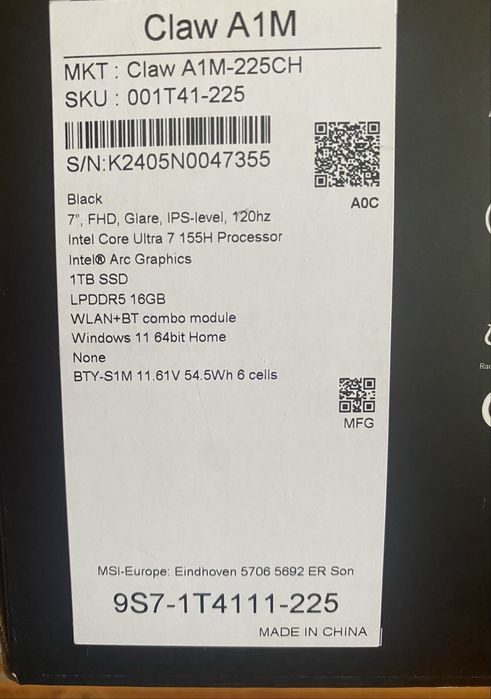 Claw A1M
MKT : Claw A1M-225CH
SKU : 001T41-225
S/N:K2405N0047355
A0C
Black
7", FHD, Glare, IPS-level, 120hz
Intel Core Ultra 7 155H Processor
Intel® Arc Graphics
1TB SSD
LPDDR5 16GB
WLAN+BT combo module
Windows 11 64bit Home
None
BTY-S1M 11.61V 54.5Wh 6 cells
MFG
MSI-Europe: Eindhoven 5706 5692 ER Son
9S7-1T4111-225
MADE IN CHINA